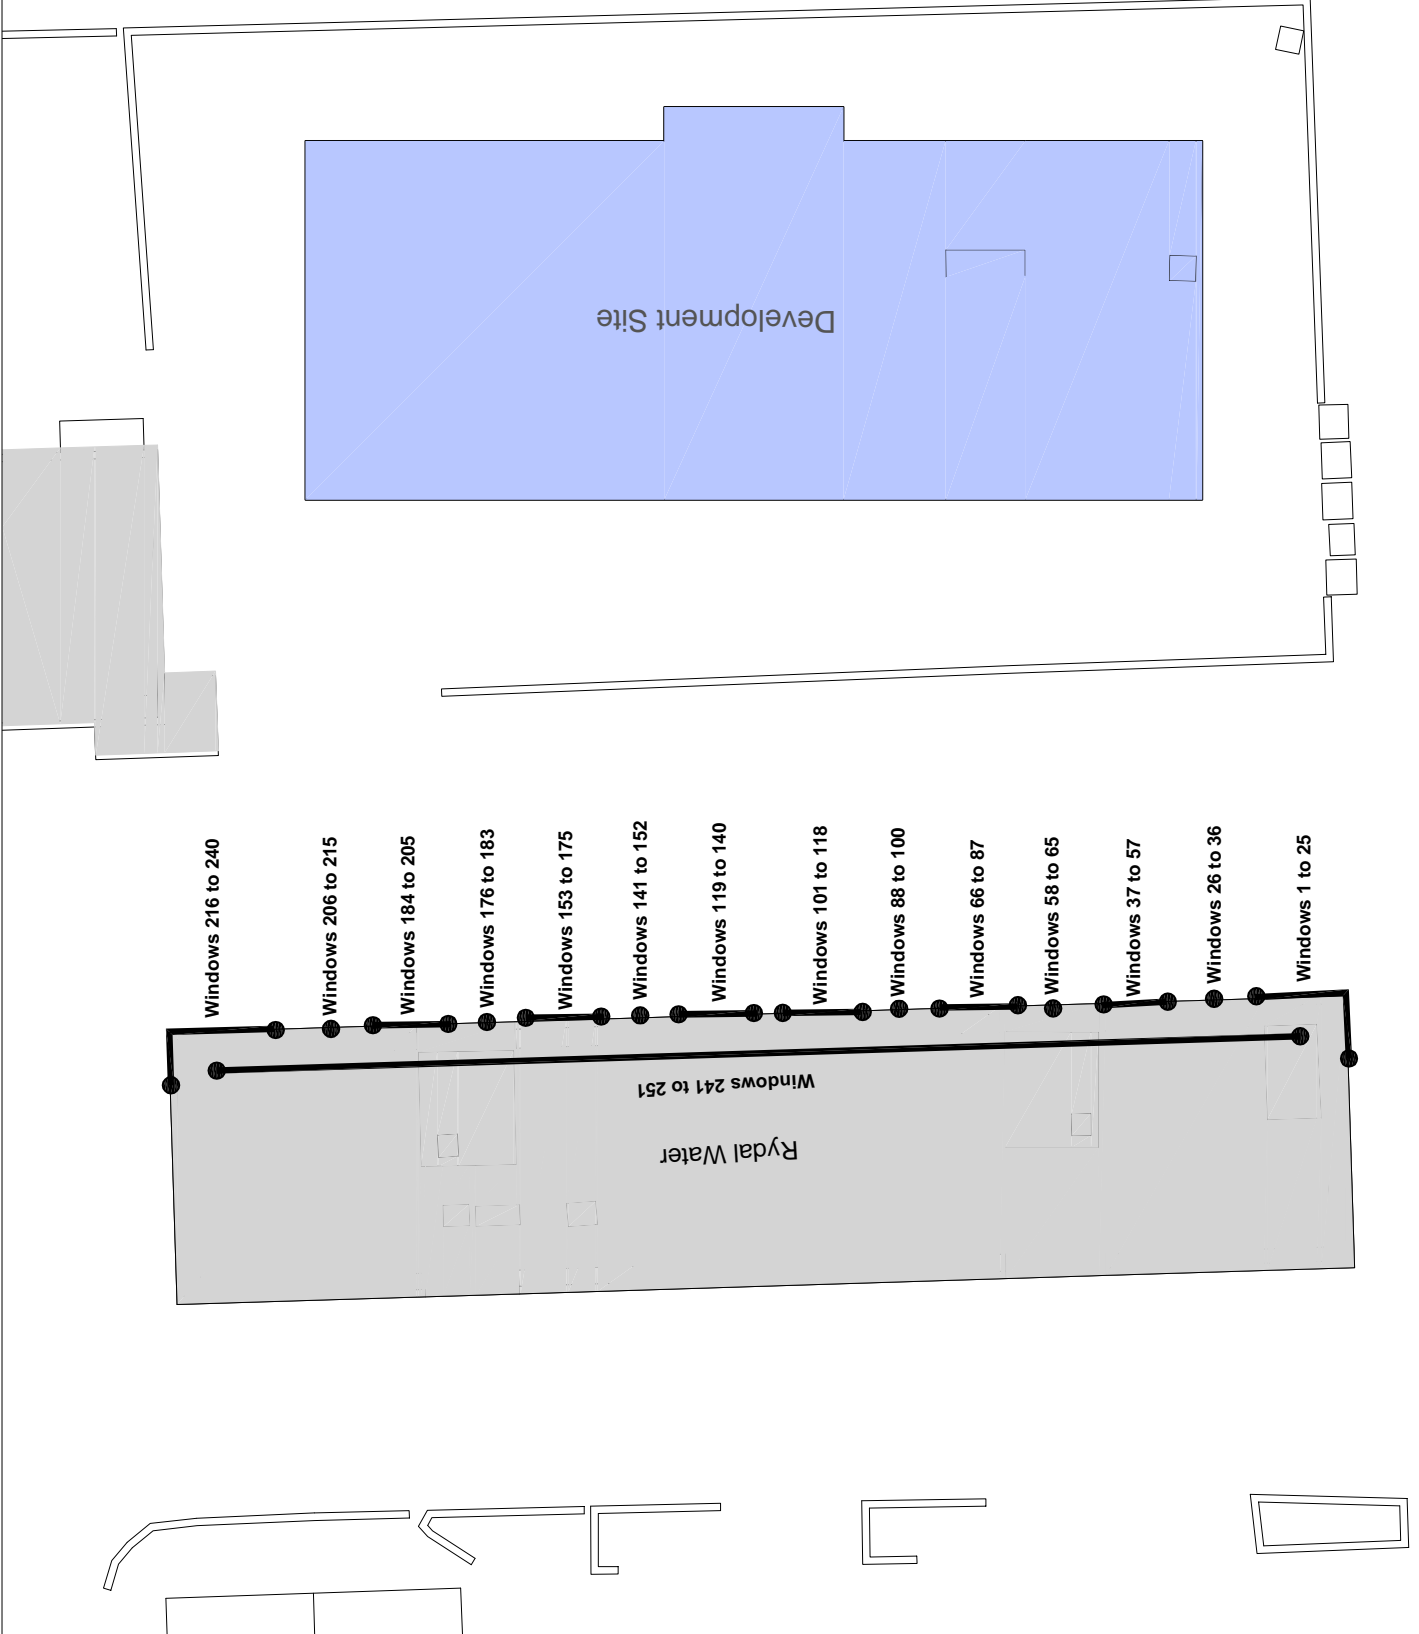 Development Site
Windows 216 to 240
Windows 206 to 215
Windows 184 to 205
Windows 176 to 183
Windows 153 to 175
Windows 141 to 152
Windows 119 to 140
Windows 101 to 118
Windows 88 to 100
Windows 66 to 87
Windows 58 to 65
Windows 37 to 57
Windows 26 to 36
Windows 1 to 25
Windows 241 to 251
Rydal Water